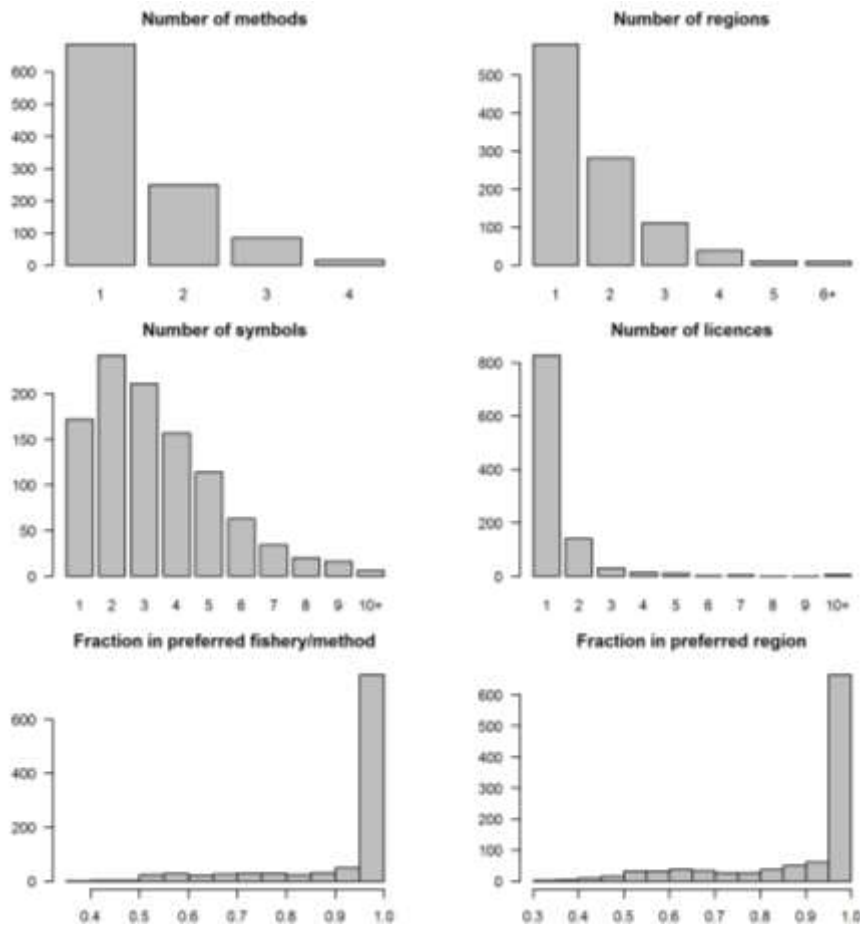 Number of methods
600
500
400
300
200
100
0
1 2 3 4
Number of regions
500
400
300
200
100
0
1 2 3 4 5 6+
Number of symbols
200
150
100
50
0
1 2 3 4 5 6 7 8 9 10+
Number of licences
800
600
400
200
0
1 2 3 4 5 6 7 8 9 10+
Fraction in preferred fishery/method
600
400
200
0
0.4 0.5 0.6 0.7 0.8 0.9 1.0
Fraction in preferred region
600
500
400
300
200
100
0
0.3 0.4 0.5 0.6 0.7 0.8 0.9 1.0